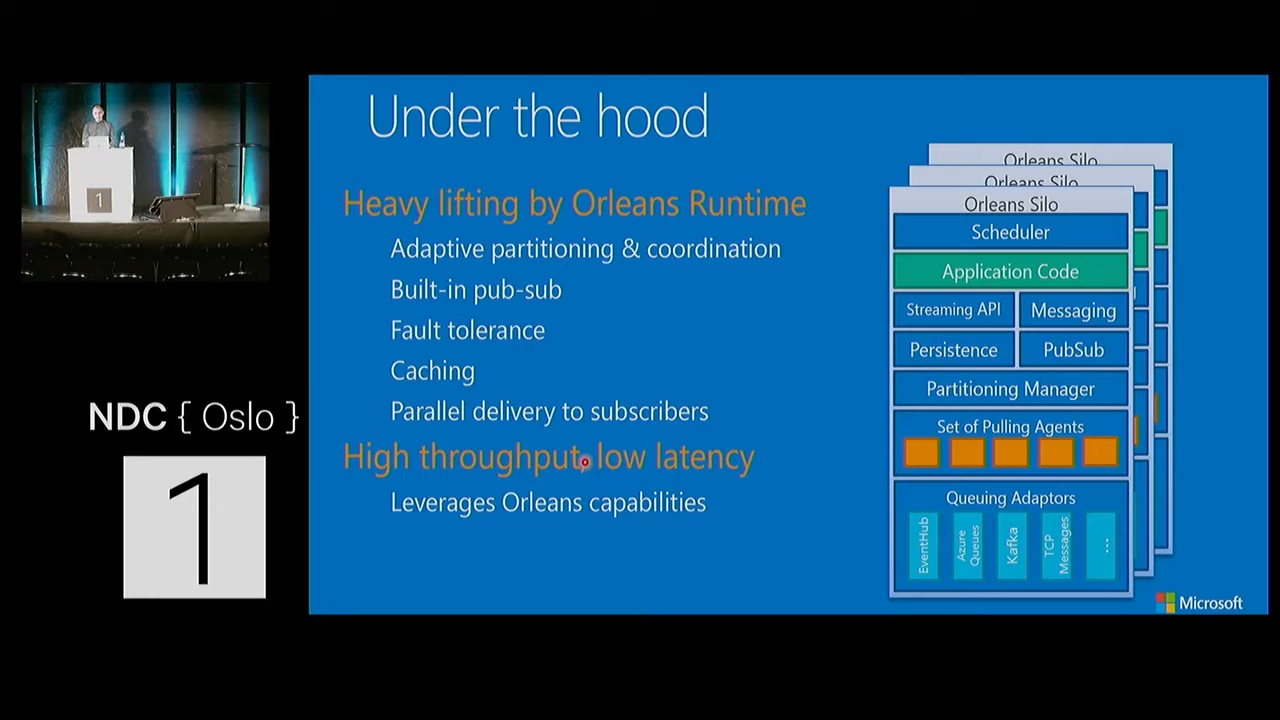 Under the hood
Heavy lifting by Orleans Runtime
Adaptive partitioning & coordination
Built-in pub-sub
Fault tolerance
Caching
Parallel delivery to subscribers
High throughput, low latency
Leverages Orleans capabilities
Orleans Silo
Orleans Silo
Orleans Silo
Scheduler
Application Code
Streaming API
Messaging
Persistence
PubSub
Partitioning Manager
Set of Pulling Agents
Queuing Adaptors
EventHub
Azure
Queues
Kafka
TCP
Messages
...
Microsoft
1
NDC { Oslo }
1